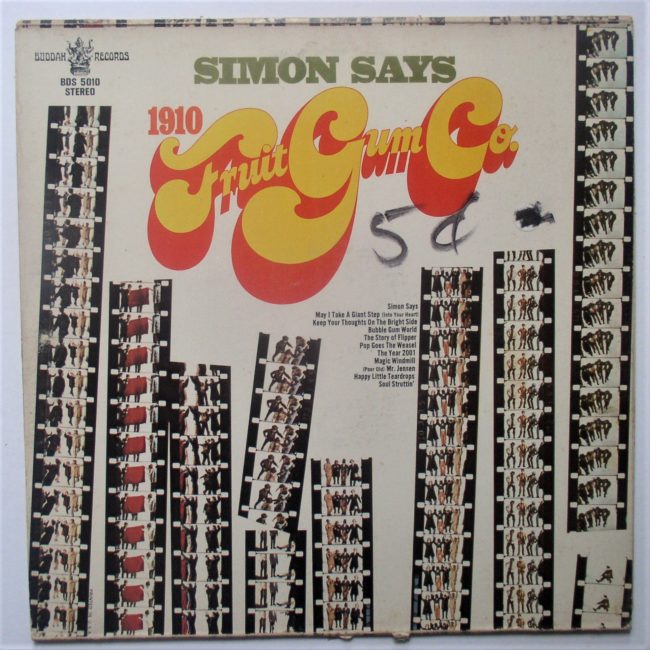 BUDDAH RECORDS
BDS 5010
STEREO
SIMON SAYS
1910
Fruit Gum Co.
5¢
Simon Says
May I Take A Giant Step (Into Your Heart)
Keep Your Thoughts On The Bright Side
Bubble Gum World
The Story of Flipper
Pop Goes The Weasel
The Year 2001
Magic Windmill
(Poor Old) Mr. Jensen
Happy Little Teardrops
Soul Struttin'